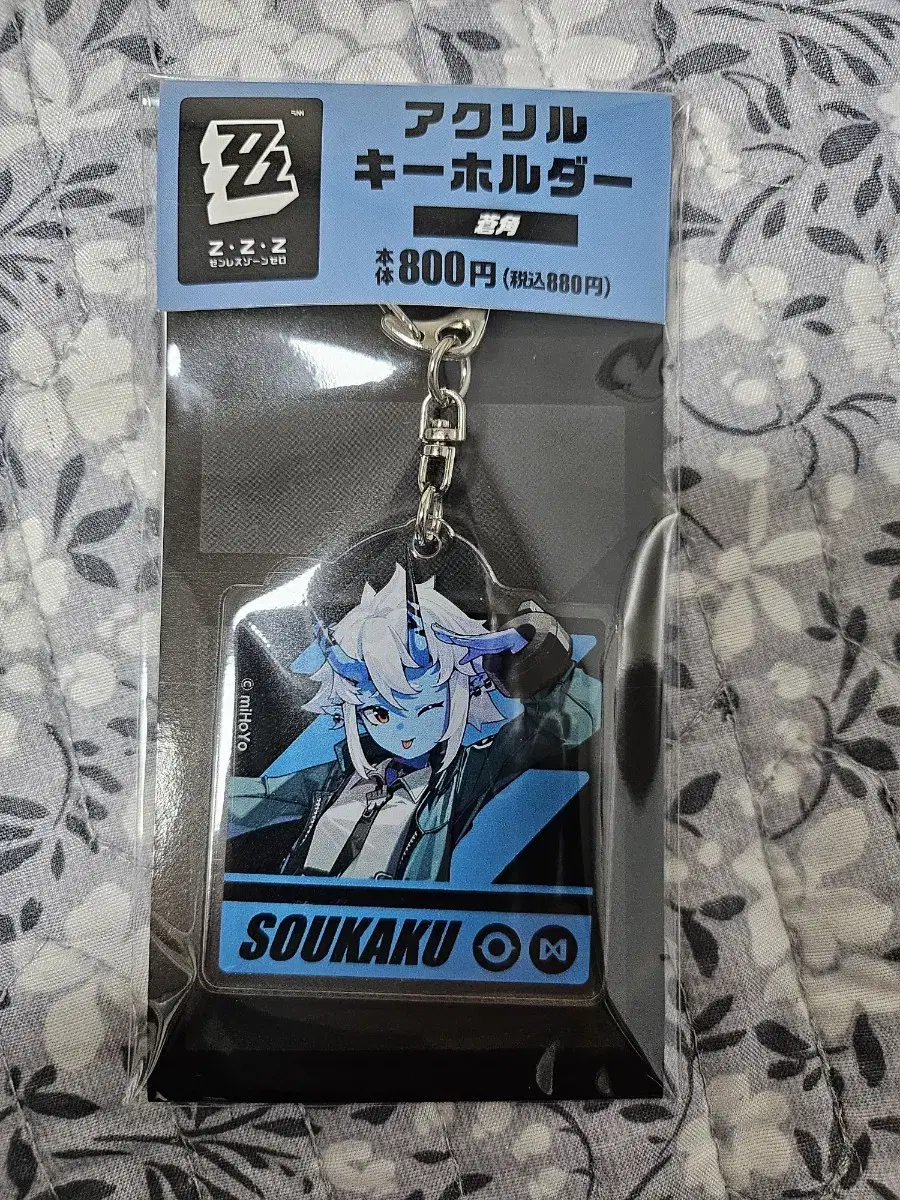 アクリル
キーホルダー
蒼角
本体800円(税込880円)
Z・Z・Z
ゼンレスゾーンゼロ
© miHoYo
SOUKAKU